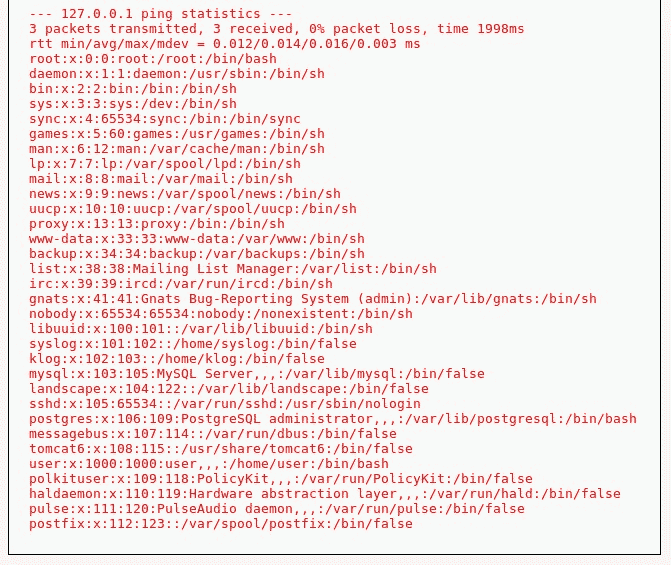 --- 127.0.0.1 ping statistics ---
3 packets transmitted, 3 received, 0% packet loss, time 1998ms
rtt min/avg/max/mdev = 0.012/0.014/0.016/0.003 ms
root:x:0:0:root:/root:/bin/bash
daemon:x:1:1:daemon:/usr/sbin:/bin/sh
bin:x:2:2:bin:/bin:/bin/sh
sys:x:3:3:sys:/dev:/bin/sh
sync:x:4:65534:sync:/bin:/bin/sync
games:x:5:60:games:/usr/games:/bin/sh
man:x:6:12:man:/var/cache/man:/bin/sh
lp:x:7:7:lp:/var/spool/lpd:/bin/sh
mail:x:8:8:mail:/var/mail:/bin/sh
news:x:9:9:news:/var/spool/news:/bin/sh
uucp:x:10:10:uucp:/var/spool/uucp:/bin/sh
proxy:x:13:13:proxy:/bin:/bin/sh
www-data:x:33:33:www-data:/var/www:/bin/sh
backup:x:34:34:backup:/var/backups:/bin/sh
list:x:38:38:Mailing List Manager:/var/list:/bin/sh
irc:x:39:39:ircd:/var/run/ircd:/bin/sh
gnats:x:41:41:Gnats Bug-Reporting System (admin):/var/lib/gnats:/bin/sh
nobody:x:65534:65534:nobody:/nonexistent:/bin/sh
libuuid:x:100:101::/var/lib/libuuid:/bin/sh
syslog:x:101:102::/home/syslog:/bin/false
klog:x:102:103::/home/klog:/bin/false
mysql:x:103:105:MySQL Server,,,:/var/lib/mysql:/bin/false
landscape:x:104:122::/var/lib/landscape:/bin/false
sshd:x:105:65534::/var/run/sshd:/usr/sbin/nologin
postgres:x:106:109:PostgreSQL administrator,,,:/var/lib/postgresql:/bin/bash
messagebus:x:107:114::/var/run/dbus:/bin/false
tomcat6:x:108:115::/usr/share/tomcat6:/bin/false
user:x:1000:1000:user,,,:/home/user:/bin/bash
polkituser:x:109:118:PolicyKit,,,:/var/run/PolicyKit:/bin/false
haldaemon:x:110:119:Hardware abstraction layer,,,:/var/run/hald:/bin/false
pulse:x:111:120:PulseAudio daemon,,,:/var/run/pulse:/bin/false
postfix:x:112:123::/var/spool/postfix:/bin/false